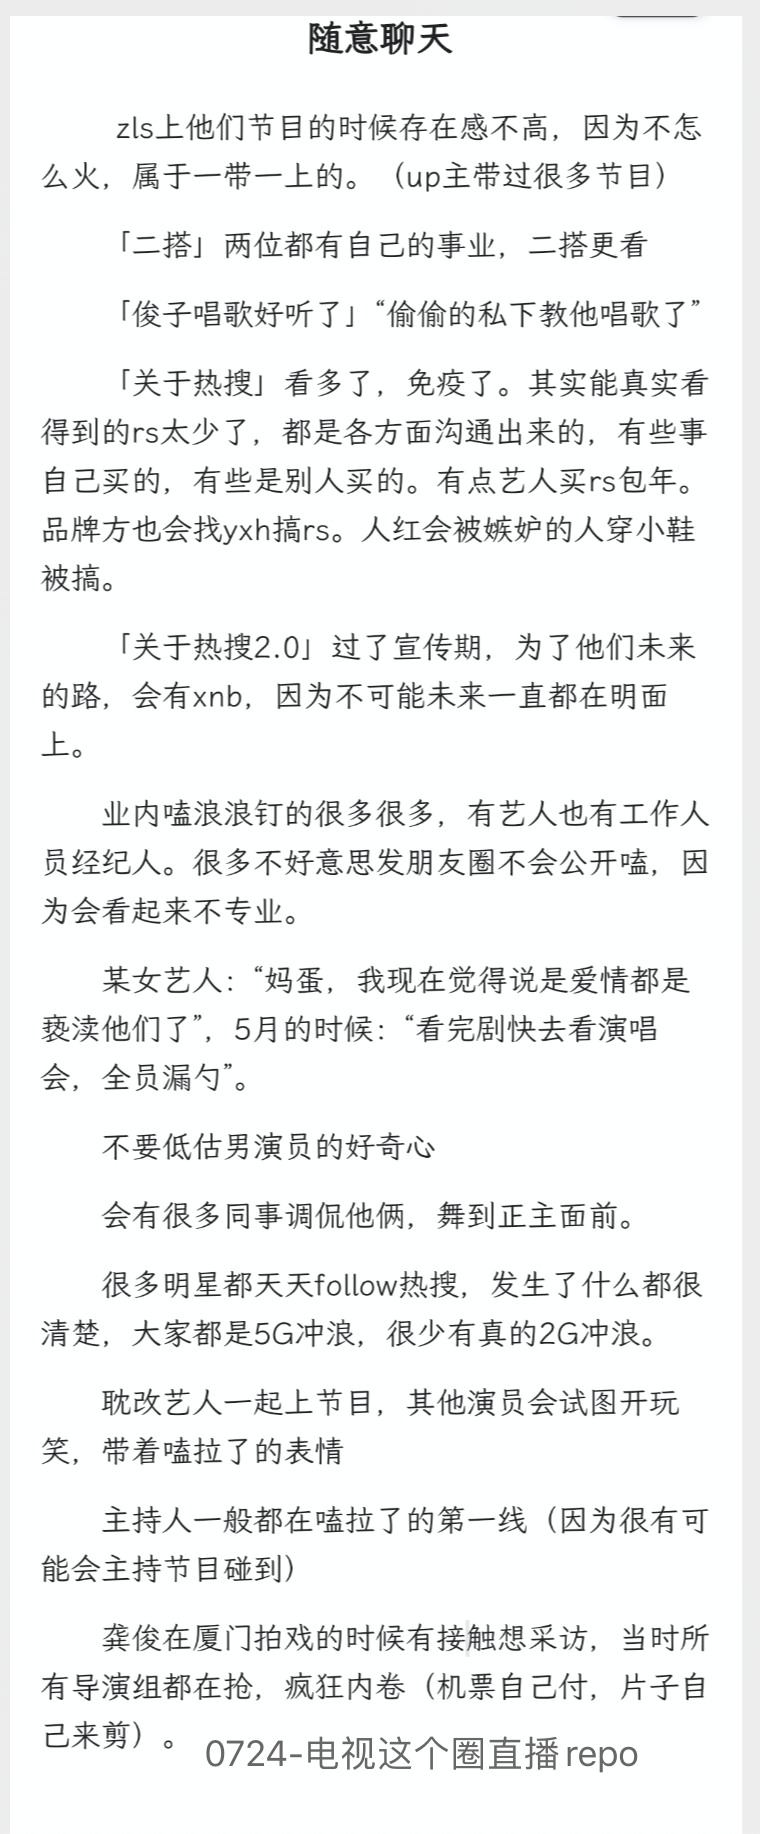 随意聊天
zls上他们节目的时候存在感不高，因为不怎
么火，属于一带一上的。（up主带过很多节目）
「二搭」两位都有自己的事业，二搭更看
「俊子唱歌好听了」“偷偷的私下教他唱歌了”
「关于热搜」看多了，免疫了。其实能真实看
得到的rs太少了，都是各方面沟通出来的，有些事
自己买的，有些是别人买的。有点艺人买rs包年。
品牌方也会找yxh搞rs。人红会被嫉妒的人穿小鞋
被搞。
「关于热搜2.0」过了宣传期，为了他们未来
的路，会有xnb，因为不可能未来一直都在明面
上。
业内嗑浪浪钉的很多很多，有艺人也有工作人
员经纪人。很多不好意思发朋友圈不会公开嗑，因
为会看起来不专业。
某女艺人：“妈蛋，我现在觉得说是爱情都是
亵渎他们了”，5月的时候：“看完剧快去看演唱
会，全员漏勺”。
不要低估男演员的好奇心
会有很多同事调侃他俩，舞到正主面前。
很多明星都天天follow热搜，发生了什么都很
清楚，大家都是5G冲浪，很少有真的2G冲浪。
耽改艺人一起上节目，其他演员会试图开玩
笑，带着嗑拉了的表情
主持人一般都在嗑拉了的第一线（因为很有可
能会主持节目碰到）
龚俊在厦门拍戏的时候有接触想采访，当时所
有导演组都在抢，疯狂内卷（机票自己付，片子自
己来剪）。
0724-电视这个圈直播repo